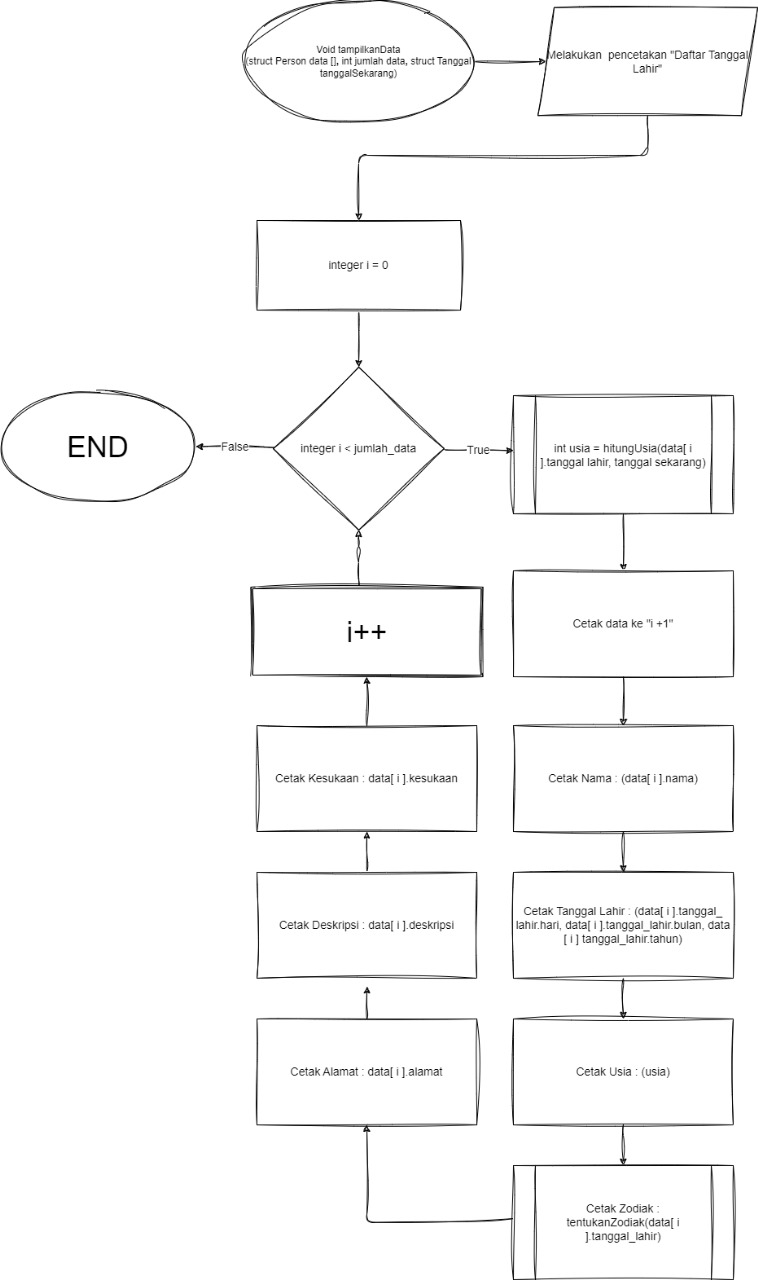 Void tampilkanData
(struct Person data [], int jumlah data, struct Tanggal
tanggalSekarang)
Melakukan pencetakan "Daftar Tanggal
Lahir"
integer i = 0
integer i < jumlah_data
False
END
True
int usia = hitungUsia(data[ i
].tanggal lahir, tanggal sekarang)
Cetak data ke "i +1"
Cetak Nama : (data[ i ].nama)
Cetak Tanggal Lahir : (data[ i ].tanggal_
lahir.hari, data[ i ].tanggal_lahir.bulan, data
[ i ] tanggal_lahir.tahun)
Cetak Usia : (usia)
Cetak Zodiak :
tentukanZodiak(data[ i
].tanggal_lahir)
Cetak Alamat : data[ i ].alamat
Cetak Deskripsi : data[ i ].deskripsi
Cetak Kesukaan : data[ i ].kesukaan
i++